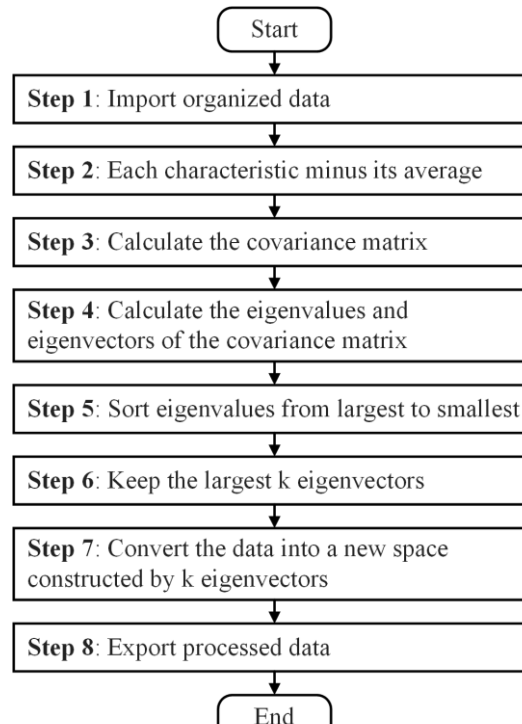 Start
Step 1: Import organized data
Step 2: Each characteristic minus its average
Step 3: Calculate the covariance matrix
Step 4: Calculate the eigenvalues and
eigenvectors of the covariance matrix
Step 5: Sort eigenvalues from largest to smallest
Step 6: Keep the largest k eigenvectors
Step 7: Convert the data into a new space
constructed by k eigenvectors
Step 8: Export processed data
End